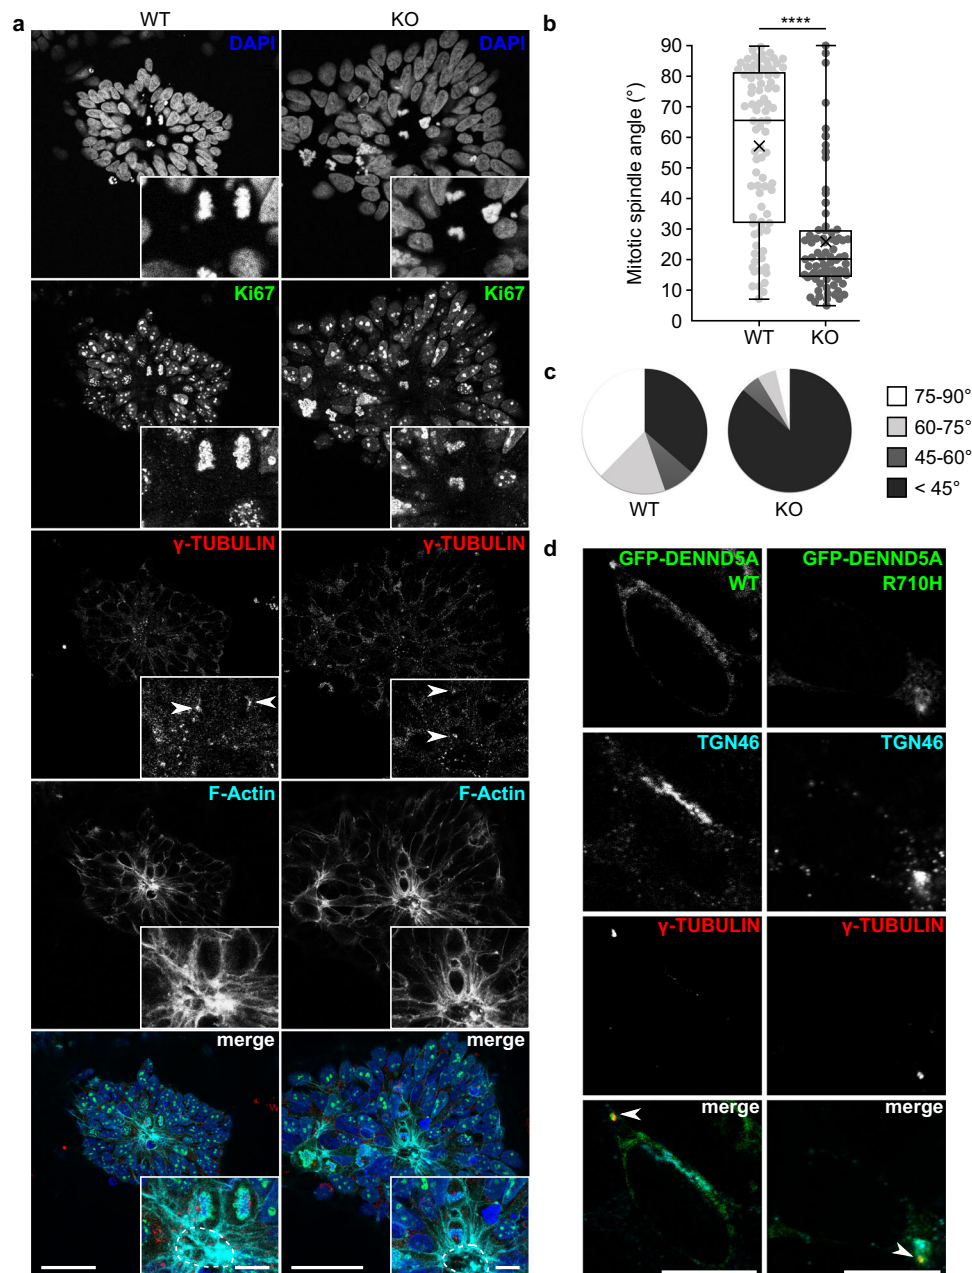 a
WT
KO
DAPI
DAPI
Ki67
Ki67
γ-TUBULIN
γ-TUBULIN
F-Actin
F-Actin
merge
merge
b
****
Mitotic spindle angle (°)
90
80
70
60
50
40
30
20
10
0
WT
KO
c
WT
KO
75-90°
60-75°
45-60°
< 45°
d
GFP-DENND5A
WT
GFP-DENND5A
R710H
TGN46
TGN46
γ-TUBULIN
γ-TUBULIN
merge
merge